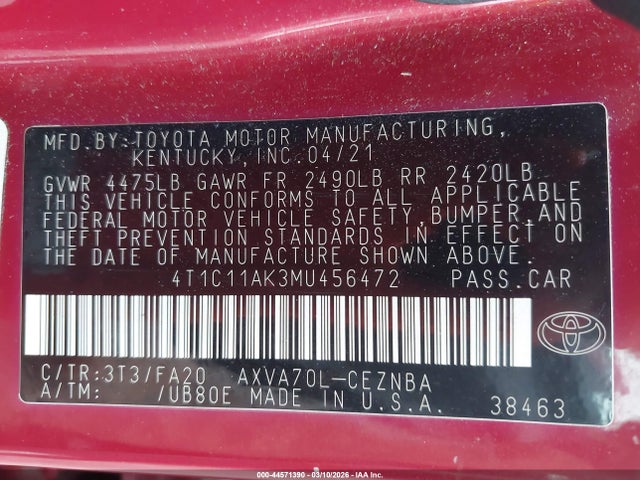 MFD.BY:TOYOTA MOTOR MANUFACTURING,
KENTUCKY,INC.04/21
GVWR 4475LB GAWR FR 2490LB RR 2420LB
THIS VEHICLE CONFORMS TO ALL APPLICABLE
FEDERAL MOTOR VEHICLE SAFETY,BUMPER,AND
THEFT PREVENTION STANDARDS IN EFFECT ON
THE DATE OF MANUFACTURE SHOWN ABOVE.
4T1C11AK3MU456472 PASS.CAR
C/TR:3T3/FA20 AXVA70L-CEZNBA
A/TM: /UB80E MADE IN U.S.A. 38463
000-44571390 - 03/10/2026 - IAA Inc.